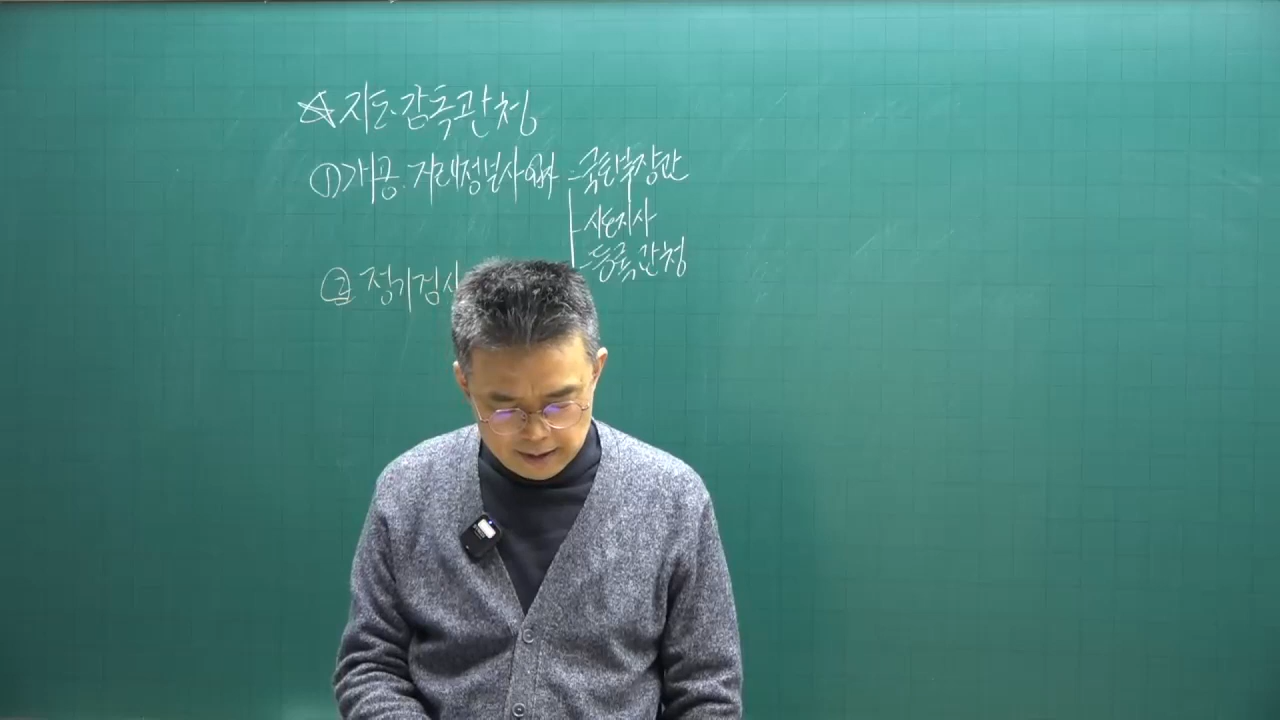 ☆ 지도·감독관청
① 개공·거래정보사업자 - 국토부장관
- 시·도지사
- 등록관청
② 정기검사